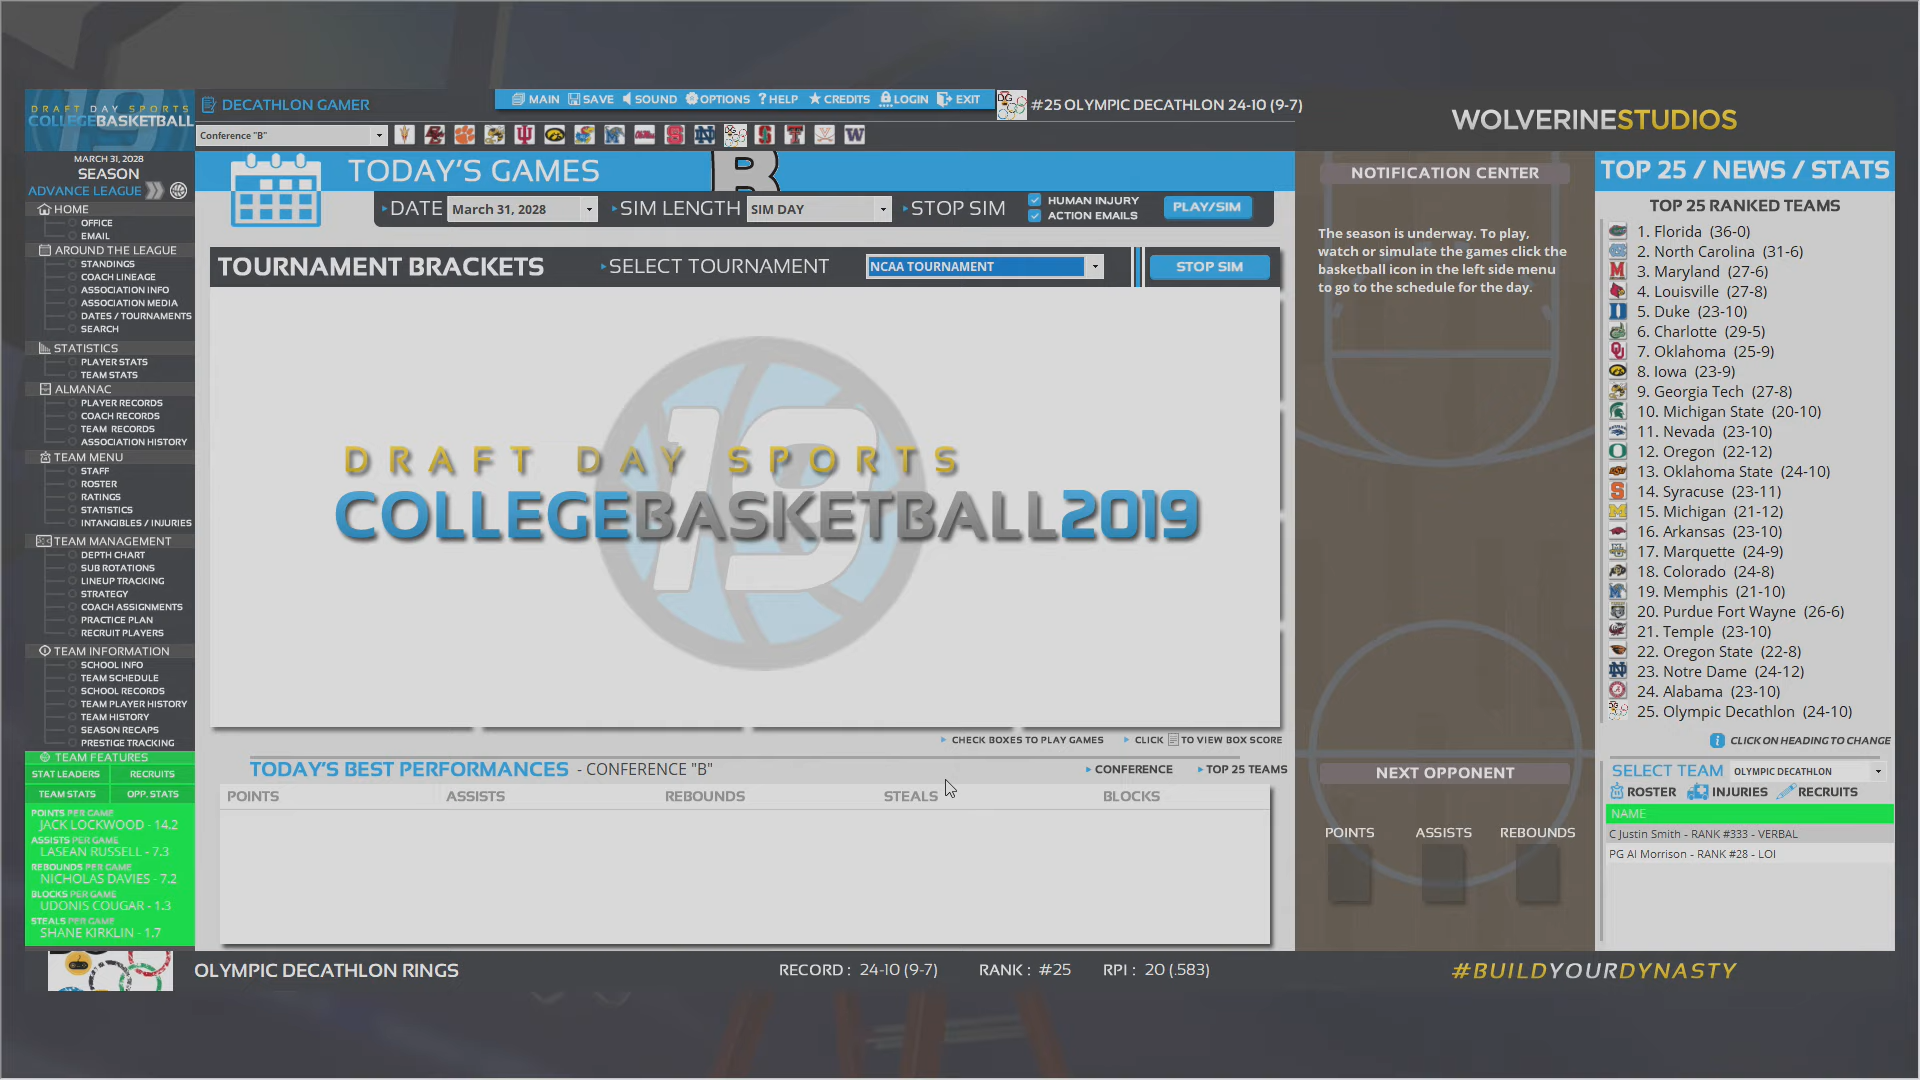 DRAFT DAY SPORTS
COLLEGEBASKETBALL
DECATHLON GAMER
MAIN SAVE SOUND OPTIONS HELP CREDITS LOGIN EXIT
#25 OLYMPIC DECATHLON 24-10 (9-7)
WOLVERINESTUDIOS
Conference "B"
MARCH 31, 2028
SEASON
ADVANCE LEAGUE
HOME
OFFICE
EMAIL
AROUND THE LEAGUE
STANDINGS
COACH LINEAGE
ASSOCIATION INFO
ASSOCIATION MEDIA
DATES / TOURNAMENTS
SEARCH
STATISTICS
PLAYER STATS
TEAM STATS
ALMANAC
PLAYER RECORDS
COACH RECORDS
TEAM RECORDS
ASSOCIATION HISTORY
TEAM MENU
STAFF
ROSTER
RATINGS
STATISTICS
INTANGIBLES / INJURIES
TEAM MANAGEMENT
DEPTH CHART
SUB ROTATIONS
LINEUP TRACKING
STRATEGY
COACH ASSIGNMENTS
PRACTICE PLAN
RECRUIT PLAYERS
TEAM INFORMATION
SCHOOL INFO
TEAM SCHEDULE
SCHOOL RECORDS
TEAM PLAYER HISTORY
TEAM HISTORY
SEASON RECAPS
PRESTIGE TRACKING
TEAM FEATURES
STAT LEADERS RECRUITS
TEAM STATS OPP. STATS
POINTS PER GAME
JACK LOCKWOOD - 14.2
ASSISTS PER GAME
LASEAN RUSSELL - 7.3
REBOUNDS PER GAME
NICHOLAS DAVIES - 7.2
BLOCKS PER GAME
UDONIS COUGAR - 1.3
STEALS PER GAME
SHANE KIRKLIN - 1.7
TODAY'S GAMES
B
DATE March 31, 2028 SIM LENGTH SIM DAY STOP SIM HUMAN INJURY
ACTION EMAILS
PLAY/SIM
TOURNAMENT BRACKETS SELECT TOURNAMENT NCAA TOURNAMENT STOP SIM
19
DRAFT DAY SPORTS
COLLEGEBASKETBALL2019
CHECK BOXES TO PLAY GAMES CLICK TO VIEW BOX SCORE
TODAY'S BEST PERFORMANCES - CONFERENCE "B" CONFERENCE TOP 25 TEAMS
POINTS ASSISTS REBOUNDS STEALS BLOCKS
NOTIFICATION CENTER
The season is underway. To play,
watch or simulate the games click the
basketball icon in the left side menu
to go to the schedule for the day.
NEXT OPPONENT
POINTS ASSISTS REBOUNDS
TOP 25 / NEWS / STATS
TOP 25 RANKED TEAMS
1. Florida (36-0)
2. North Carolina (31-6)
3. Maryland (27-6)
4. Louisville (27-8)
5. Duke (23-10)
6. Charlotte (29-5)
7. Oklahoma (25-9)
8. Iowa (23-9)
9. Georgia Tech (27-8)
10. Michigan State (20-10)
11. Nevada (23-10)
12. Oregon (22-12)
13. Oklahoma State (24-10)
14. Syracuse (23-11)
15. Michigan (21-12)
16. Arkansas (23-10)
17. Marquette (24-9)
18. Colorado (24-8)
19. Memphis (21-10)
20. Purdue Fort Wayne (26-6)
21. Temple (23-10)
22. Oregon State (22-8)
23. Notre Dame (24-12)
24. Alabama (23-10)
25. Olympic Decathlon (24-10)
CLICK ON HEADING TO CHANGE
SELECT TEAM OLYMPIC DECATHLON
ROSTER INJURIES RECRUITS
NAME
C Justin Smith - RANK #333 - VERBAL
PG Al Morrison - RANK #28 - LOI
OLYMPIC DECATHLON RINGS
RECORD : 24-10 (9-7) RANK : #25 RPI : 20 (.583)
#BUILDYOURDYNASTY